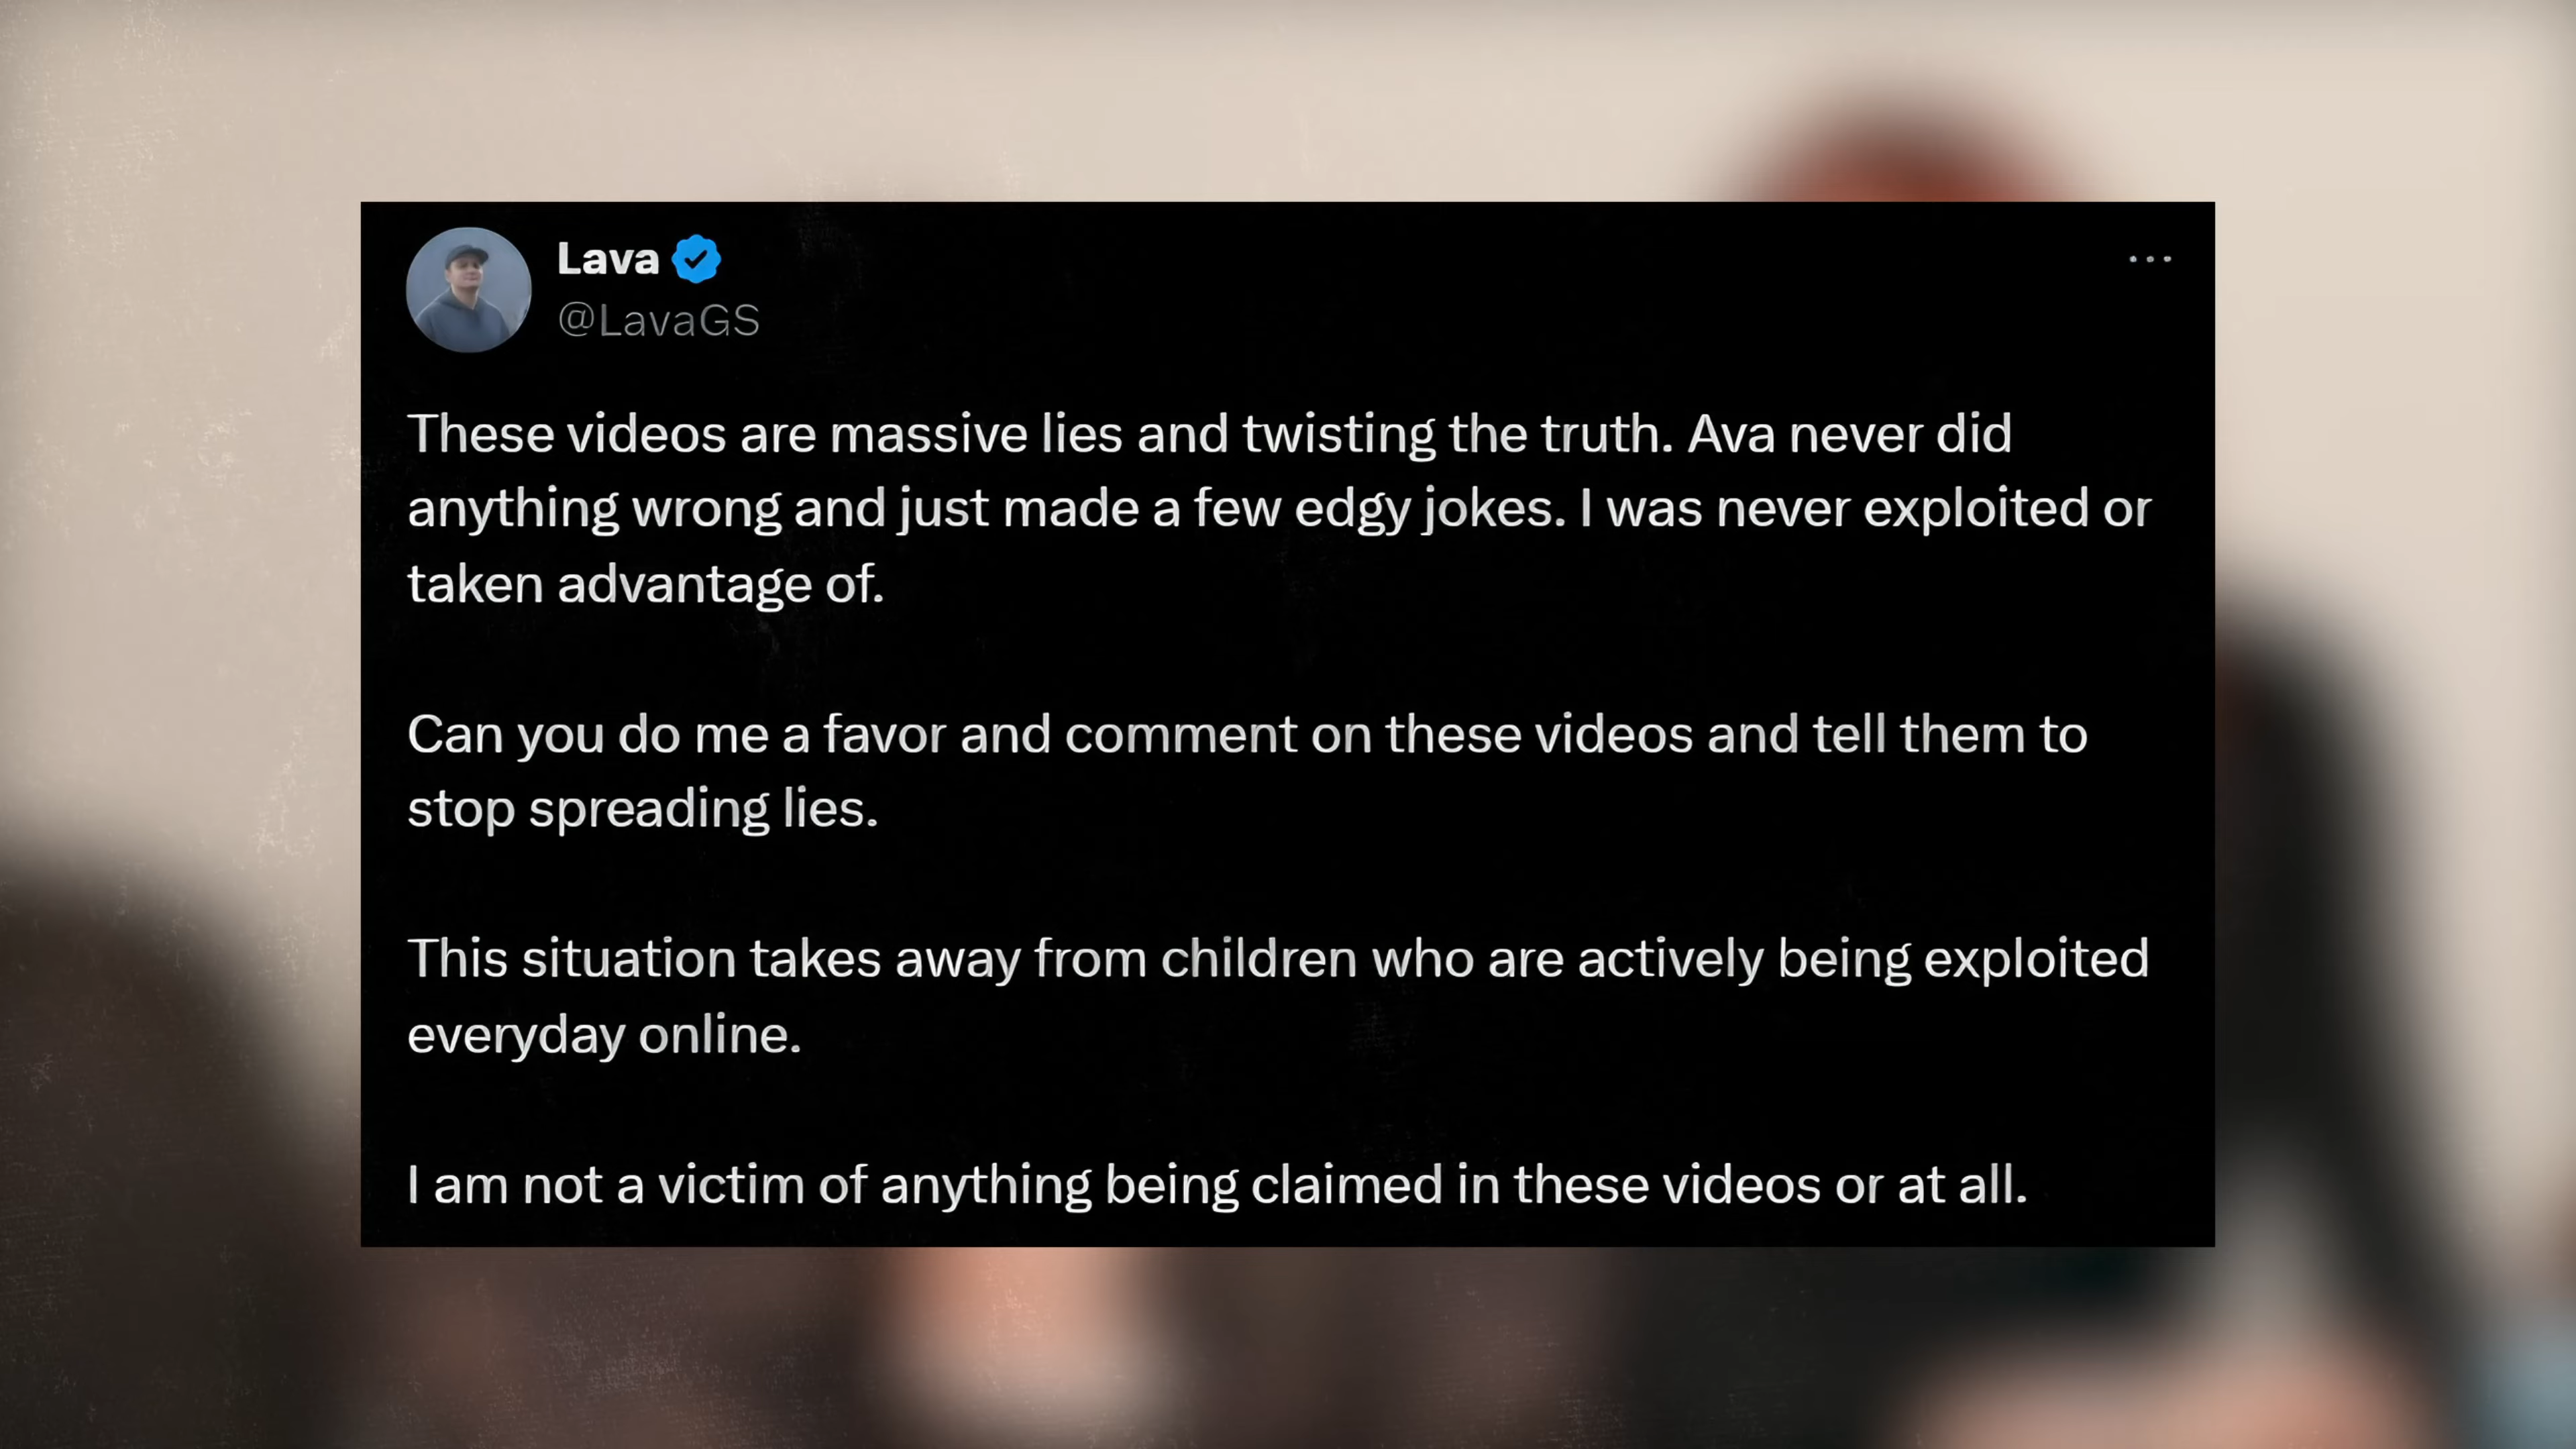 Lava
@LavaGS
These videos are massive lies and twisting the truth. Ava never did
anything wrong and just made a few edgy jokes. I was never exploited or
taken advantage of.
Can you do me a favor and comment on these videos and tell them to
stop spreading lies.
This situation takes away from children who are actively being exploited
everyday online.
I am not a victim of anything being claimed in these videos or at all.